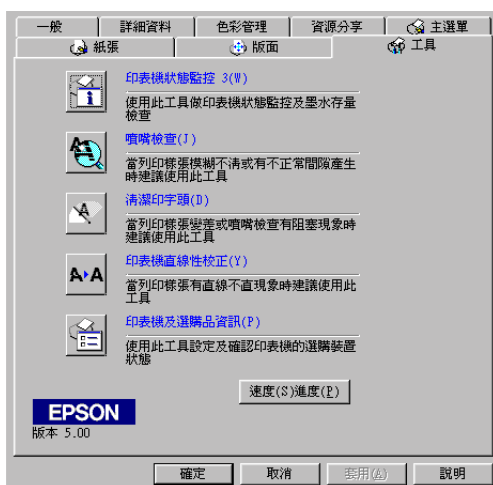 一般
詳細資料
色彩管理
資源分享
主選單
紙張
版面
工具
印表機狀態監控 3(W)
使用此工具做印表機狀態監控及墨水存量
檢查
噴嘴檢查(J)
當列印樣張模糊不清或有不正常間隙產生
時建議使用此工具
清潔印字頭(D)
當列印樣張變差或噴嘴檢查有阻塞現象時
建議使用此工具
印表機直線性校正(Y)
當列印樣張有直線不直現象時建議使用此
工具
印表機及選購品資訊(P)
使用此工具設定及確認印表機的選購裝置
狀態
速度(S)進度(P)
EPSON
版本 5.00
確定
取消
套用(A)
說明